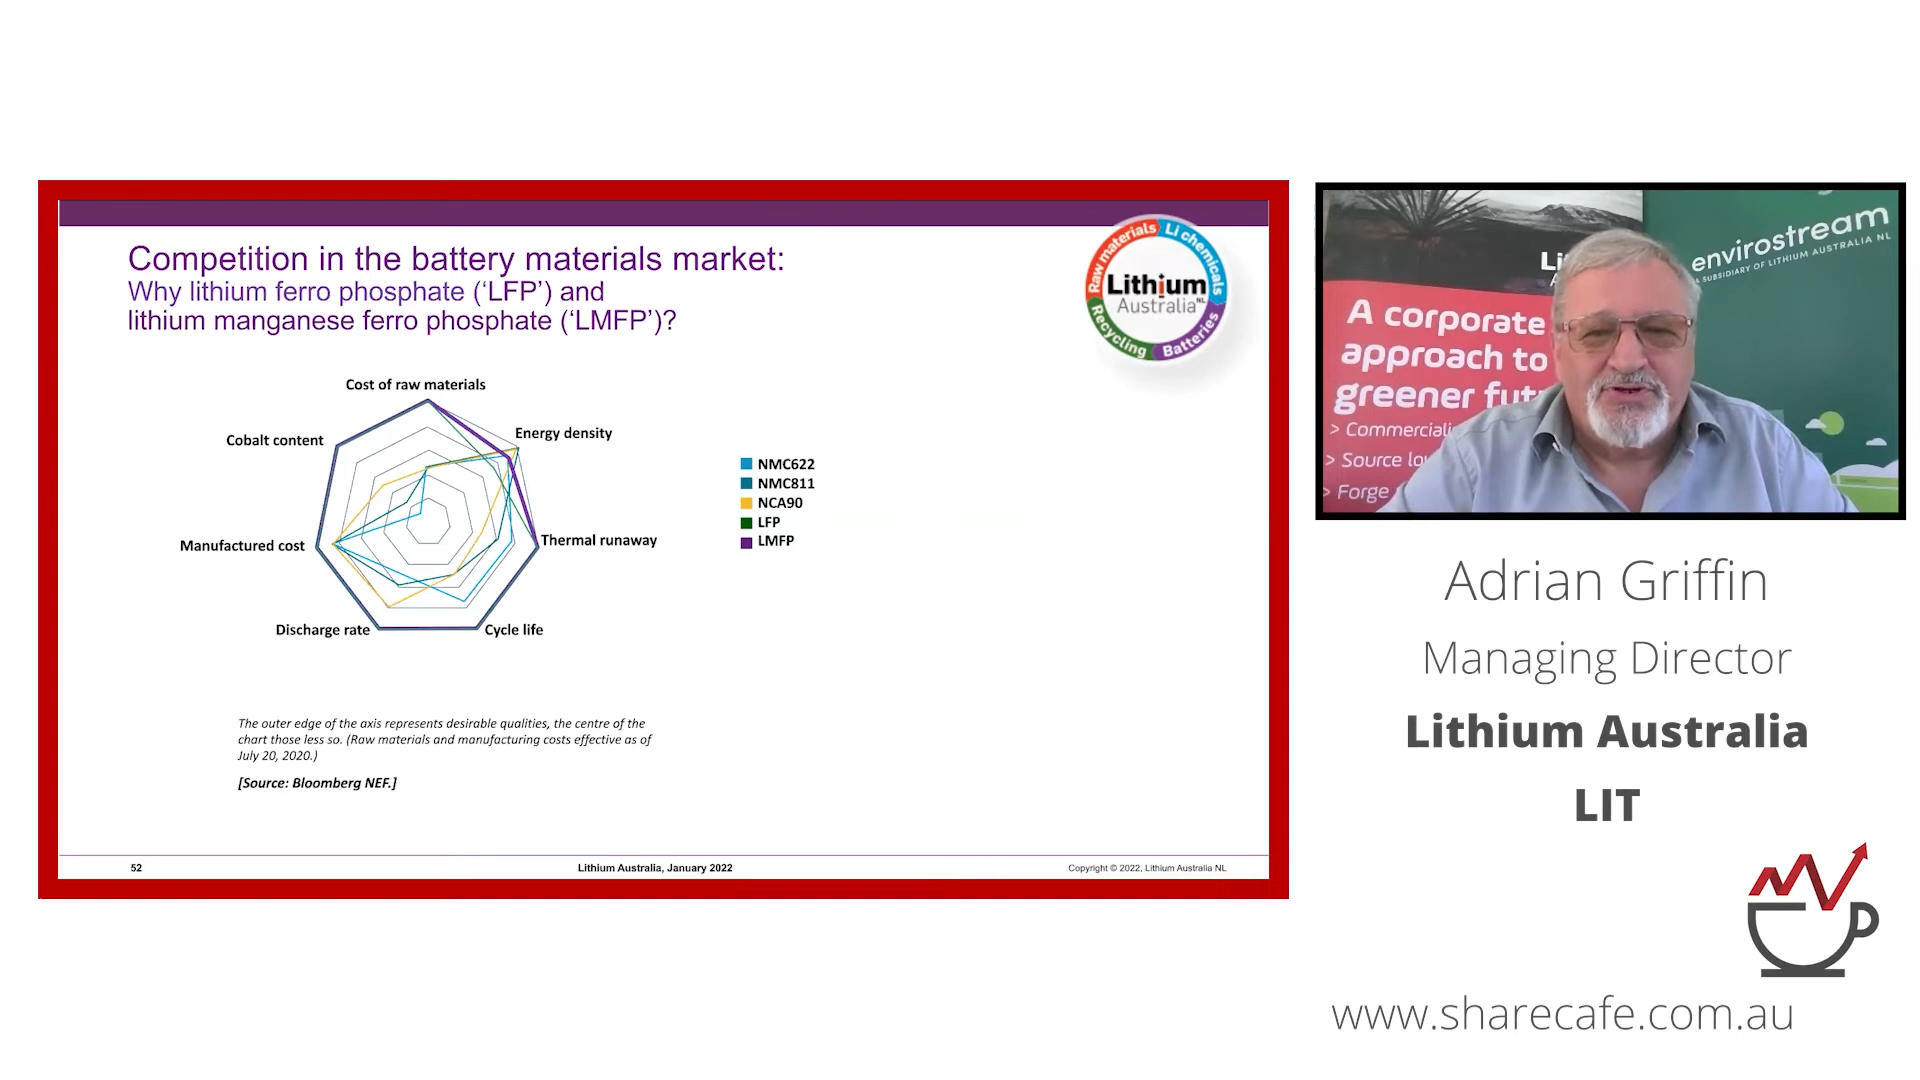 Competition in the battery materials market:
Why lithium ferro phosphate (‘LFP’) and
lithium manganese ferro phosphate (‘LMFP’)?
Raw materials
Li chemicals
Lithium
Australia NL
Recycling
Batteries
Cost of raw materials
Energy density
Cobalt content
Thermal runaway
Manufactured cost
Discharge rate
Cycle life
NMC622
NMC811
NCA90
LFP
LMFP
The outer edge of the axis represents desirable qualities, the centre of the
chart those less so. (Raw materials and manufacturing costs effective as of
July 20, 2020.)
[Source: Bloomberg NEF.]
52
Lithium Australia, January 2022
Copyright © 2022, Lithium Australia NL
Li
A corporate
approach to
greener fut
> Commerciali
> Source lo
> Forge
envirostream
A SUBSIDIARY OF LITHIUM AUSTRALIA NL
Adrian Griffin
Managing Director
Lithium Australia
LIT
www.sharecafe.com.au